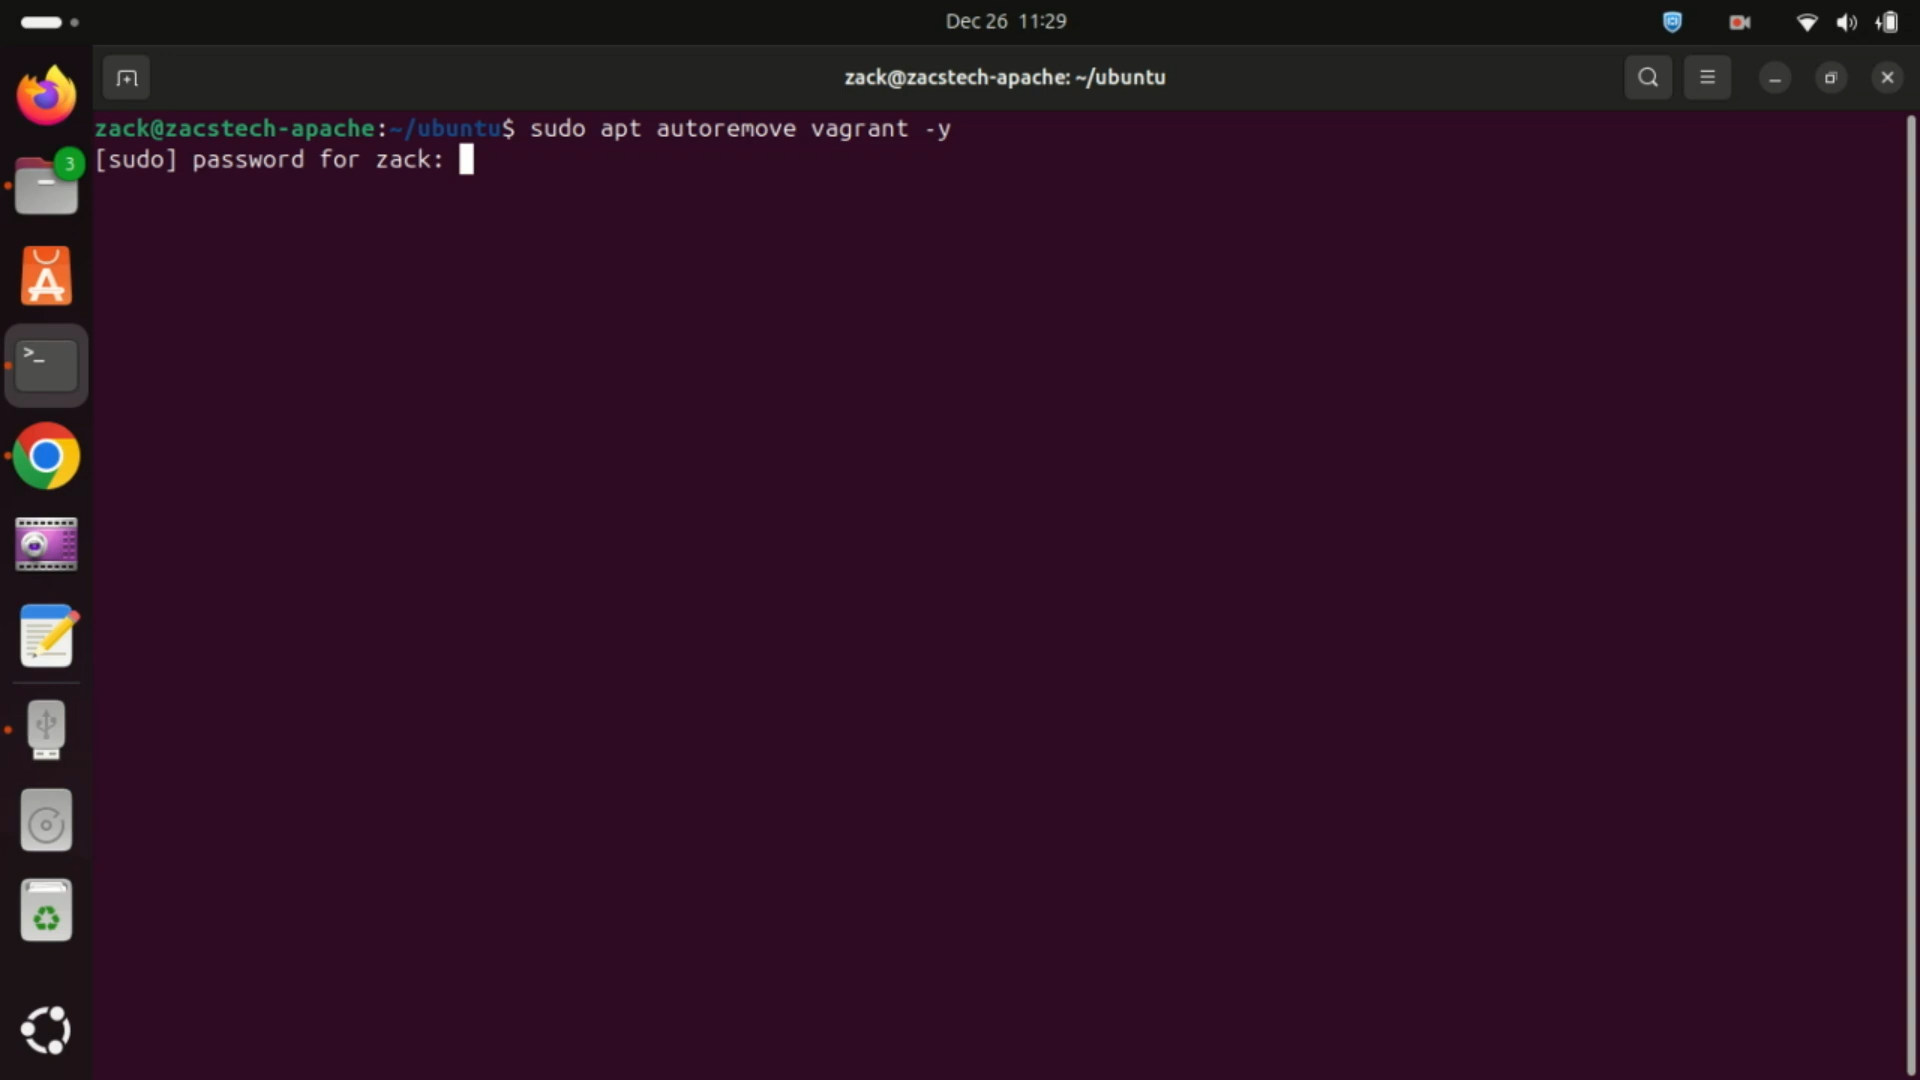 Dec 26 11:29
zack@zacstech-apache: ~/ubuntu
zack@zacstech-apache:~/ubuntu$ sudo apt autoremove vagrant -y
[sudo] password for zack:
3
>_